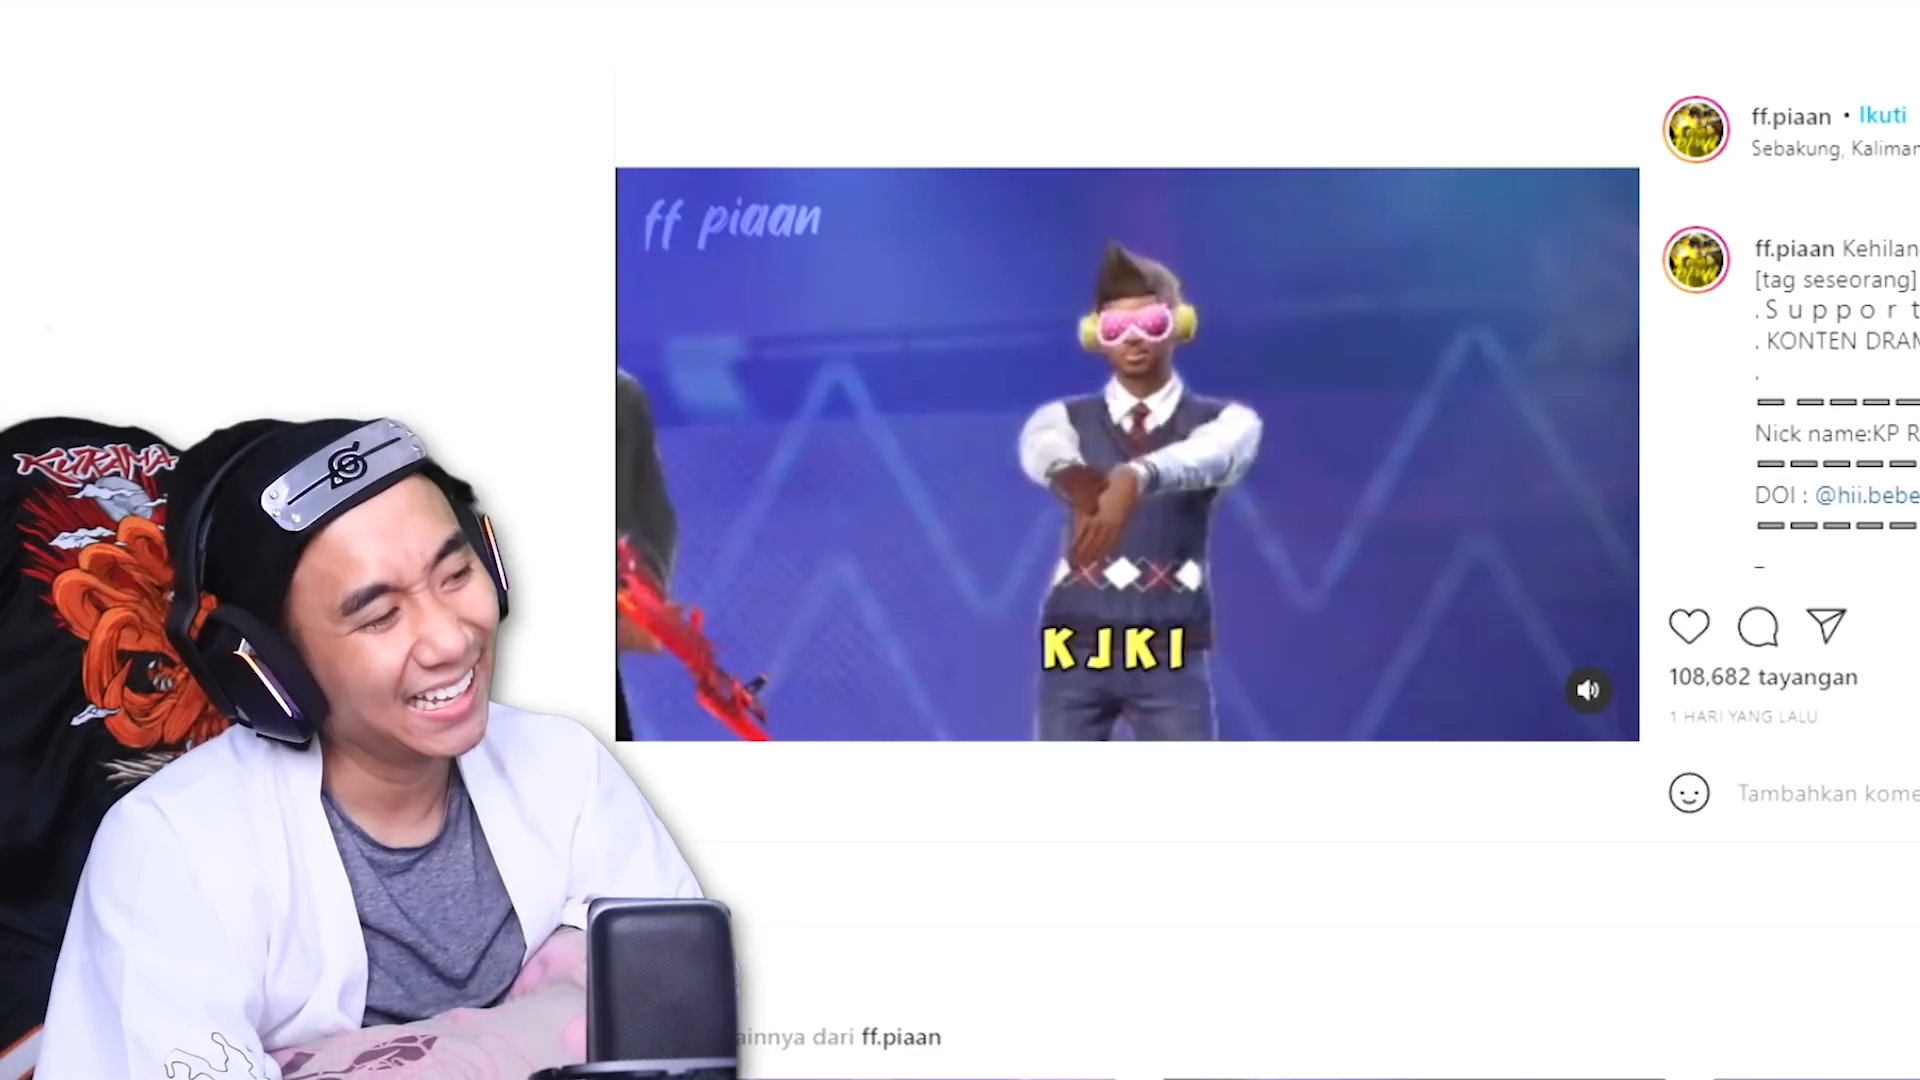 ff.piaan • Ikuti
Sebakung, Kaliman
ff piaan
ff.piaan Kehilan
[tag seseorang]
. S u p p o r t
. KONTEN DRAM
.
Nick name:KP R
DOI : @hii.bebe
KURAMA
KJKI
108,682 tayangan
1 HARI YANG LALU
Tambahkan kome
ainnya dari ff.piaan